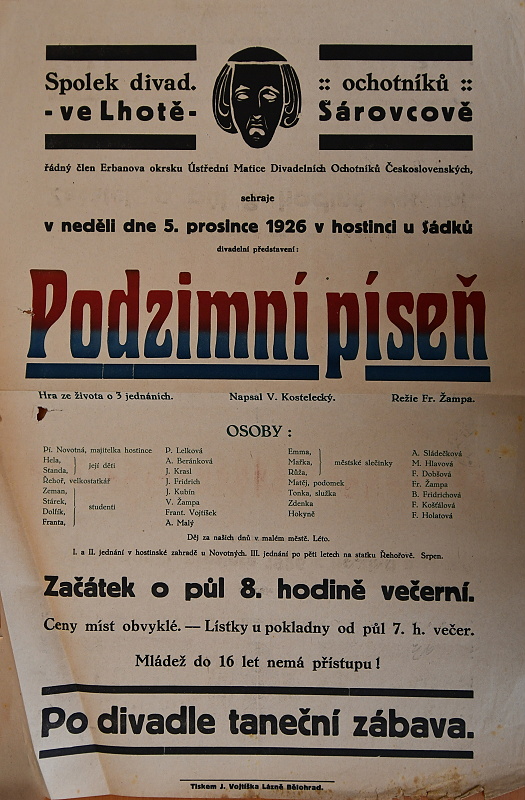 Spolek divad. :: ochotníků ::
- ve Lhotě - Šárovcově
řádný člen Erbanova okrsku Ústřední Matice Divadelních Ochotníků Československých,
sehraje
v neděli dne 5. prosince 1926 v hostinci u Sádků
divadelní představení:
Podzimní píseň
Hra ze života o 3 jednáních. Napsal V. Kostelecký. Režie Fr. Žampa.
OSOBY :
Pí. Novotná, majitelka hostince P. Lelková
Hela, } její děti A. Beránková
Standa, J. Krasl
Řehoř, velkostatkář J. Fridrich
Zeman, } studenti J. Kubín
Stárek, V. Žampa
Dolfík, Frant. Vojtíšek
Franta, A. Malý
Emma, } městské slečinky A. Sládečková
Mařka, M. Hlavová
Růža, F. Dobšová
Matěj, podomek Fr. Žampa
Tonka, služka B. Fridrichová
Zdenka F. Košťálová
Hokyně F. Holatová
Děj za našich dnů v malém městě. Léto.
I. a II. jednání v hostinské zahradě u Novotných. III. jednání po pěti letech na statku Řehořově. Srpen.
Začátek o půl 8. hodině večerní.
Ceny míst obvyklé. — Lístky u pokladny od půl 7. h. večer.
Mládež do 16 let nemá přístupu !
Po divadle taneční zábava.
Tiskem J. Vojtíška Lázně Bělohrad.